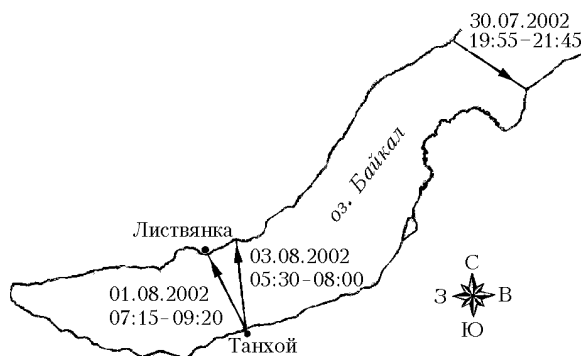 30.07.2002
19:55–21:45
оз. Байкал
Листвянка
03.08.2002
05:30–08:00
01.08.2002
07:15–09:20
Танхой
С
З
В
Ю